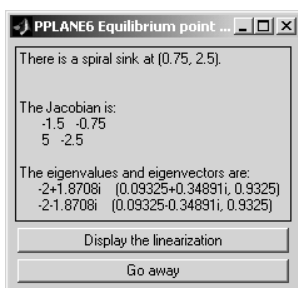 PPLANE6 Equilibrium point ...
There is a spiral sink at (0.75, 2.5).
The Jacobian is:
-1.5 -0.75
5 -2.5
The eigenvalues and eigenvectors are:
-2+1.8708i (0.09325+0.34891i, 0.9325)
-2-1.8708i (0.09325-0.34891i, 0.9325)
Display the linearization
Go away